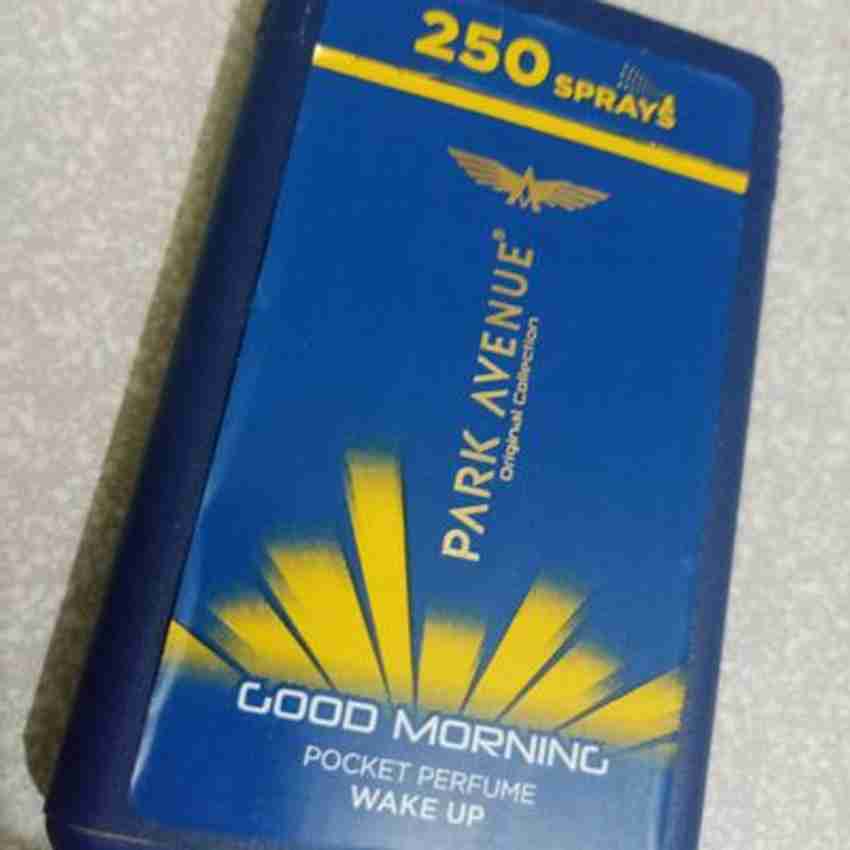 250 SPRAYS
PARK AVENUE®
Original Collection
GOOD MORNING
POCKET PERFUME
WAKE UP